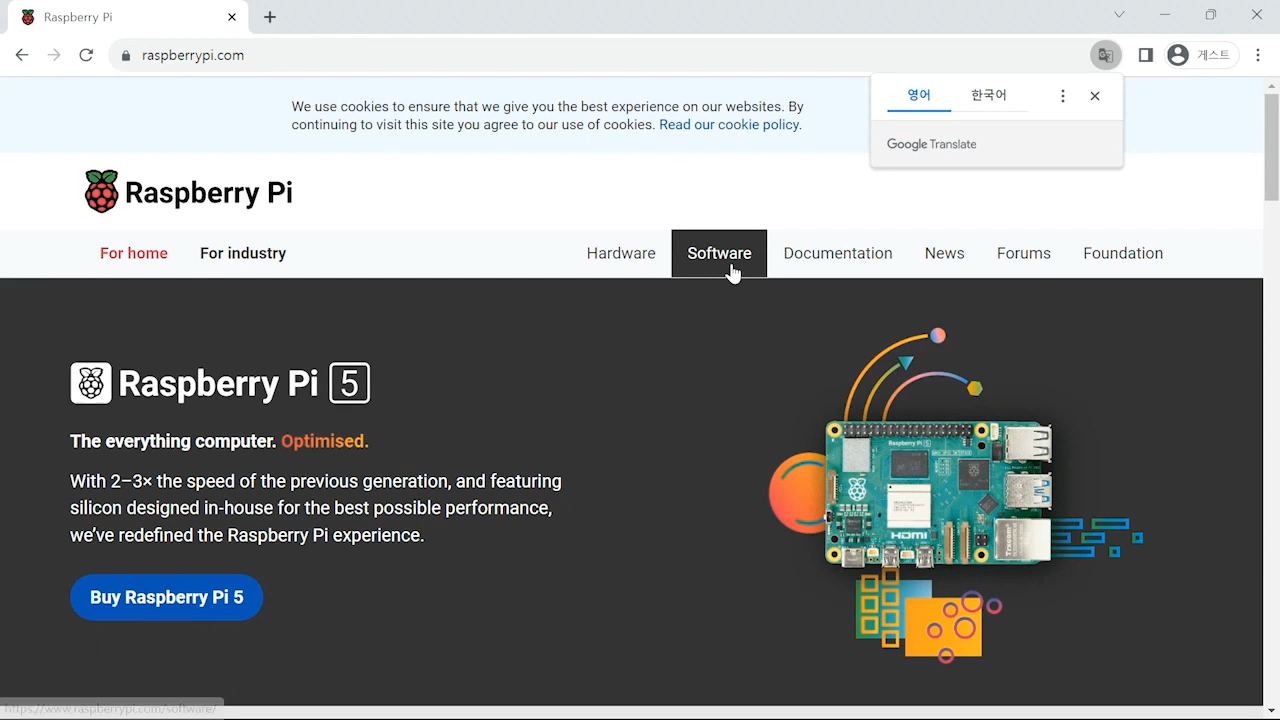 Raspberry Pi
raspberrypi.com
게스트
영어 한국어
Google Translate
We use cookies to ensure that we give you the best experience on our websites. By
continuing to visit this site you agree to our use of cookies. Read our cookie policy.
Raspberry Pi
For home For industry Hardware Software Documentation News Forums Foundation
Raspberry Pi 5
The everything computer. Optimised.
With 2–3× the speed of the previous generation, and featuring
silicon designed in-house for the best possible performance,
we've redefined the Raspberry Pi experience.
Buy Raspberry Pi 5
Raspberry Pi 5
HDMI
https://www.raspberrypi.com/software/